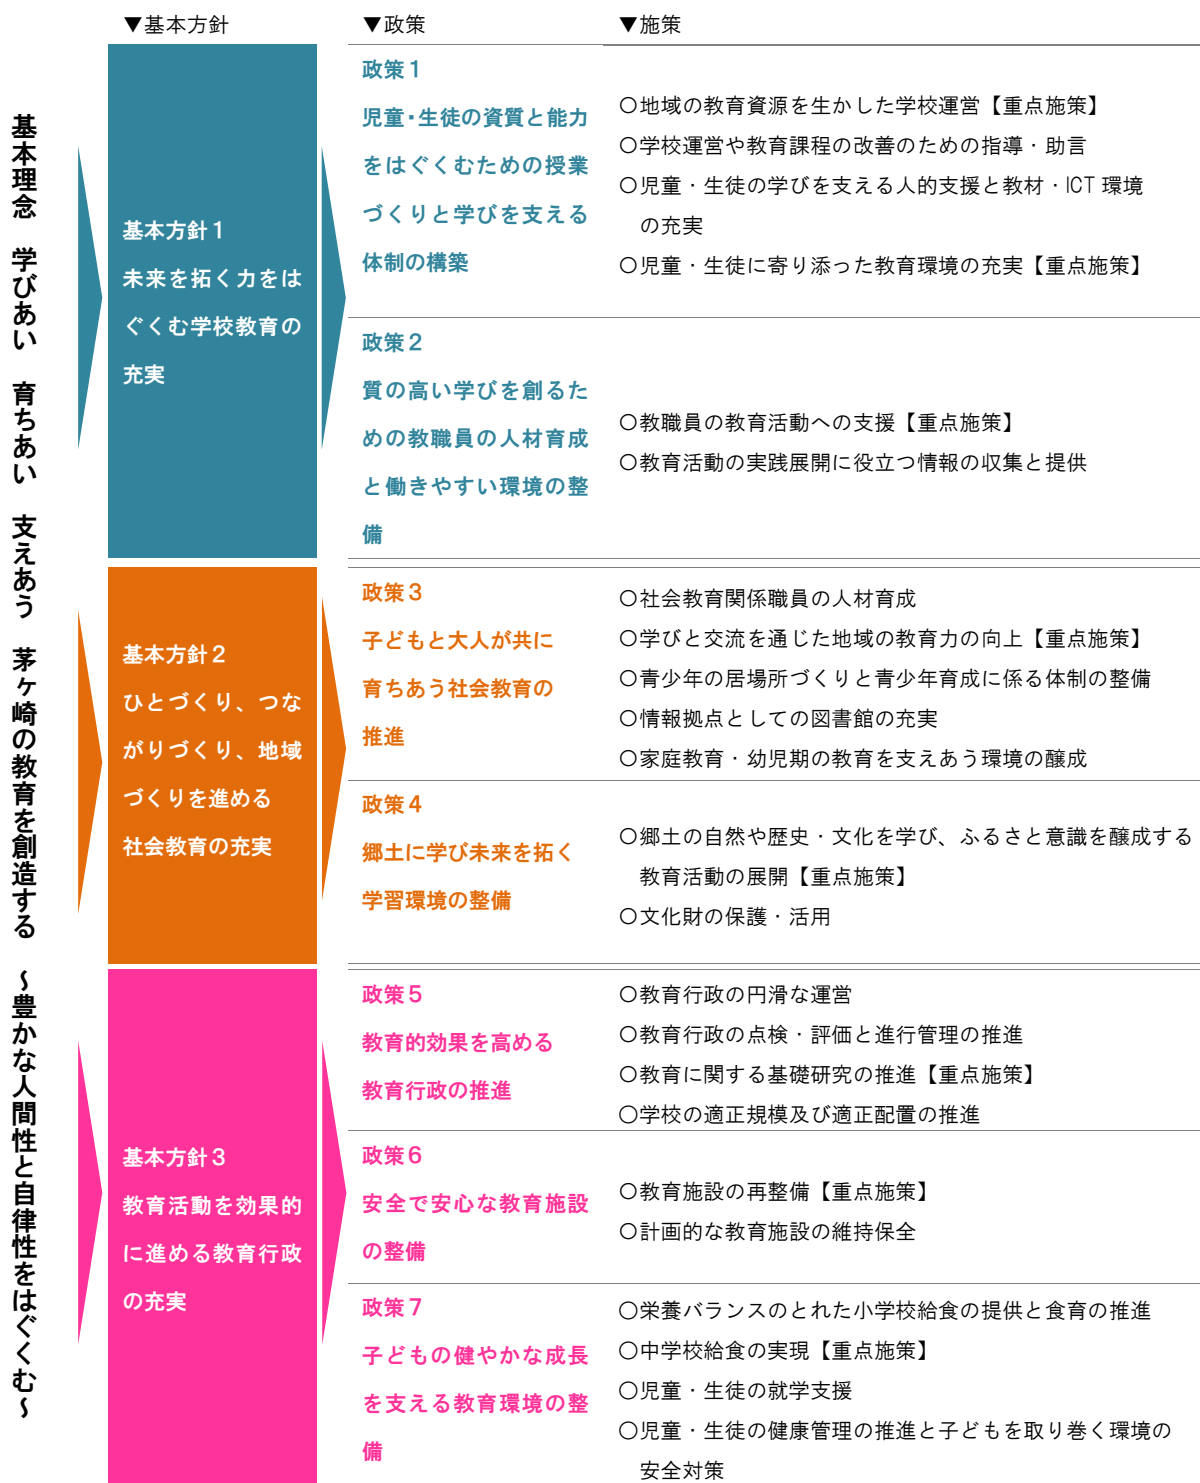 ▼基本方針
▼政策
▼施策
基本理念　学びあい　育ちあい　支えあう　茅ヶ崎の教育を創造する　～豊かな人間性と自律性をはぐくむ～
基本方針１
未来を拓く力をは
ぐくむ学校教育の
充実
政策１
児童・生徒の資質と能力
をはぐくむための授業
づくりと学びを支える
体制の構築
○地域の教育資源を生かした学校運営【重点施策】
○学校運営や教育課程の改善のための指導・助言
○児童・生徒の学びを支える人的支援と教材・ICT 環境
の充実
○児童・生徒に寄り添った教育環境の充実【重点施策】
政策２
質の高い学びを創るた
めの教職員の人材育成
と働きやすい環境の整
備
○教職員の教育活動への支援【重点施策】
○教育活動の実践展開に役立つ情報の収集と提供
基本方針２
ひとづくり、つな
がりづくり、地域
づくりを進める
社会教育の充実
政策３
子どもと大人が共に
育ちあう社会教育の
推進
○社会教育関係職員の人材育成
○学びと交流を通じた地域の教育力の向上【重点施策】
○青少年の居場所づくりと青少年育成に係る体制の整備
○情報拠点としての図書館の充実
○家庭教育・幼児期の教育を支えあう環境の醸成
政策４
郷土に学び未来を拓く
学習環境の整備
○郷土の自然や歴史・文化を学び、ふるさと意識を醸成する
教育活動の展開【重点施策】
○文化財の保護・活用
基本方針３
教育活動を効果的
に進める教育行政
の充実
政策５
教育的効果を高める
教育行政の推進
○教育行政の円滑な運営
○教育行政の点検・評価と進行管理の推進
○教育に関する基礎研究の推進【重点施策】
○学校の適正規模及び適正配置の推進
政策６
安全で安心な教育施設
の整備
○教育施設の再整備【重点施策】
○計画的な教育施設の維持保全
政策７
子どもの健やかな成長
を支える教育環境の整
備
○栄養バランスのとれた小学校給食の提供と食育の推進
○中学校給食の実現【重点施策】
○児童・生徒の就学支援
○児童・生徒の健康管理の推進と子どもを取り巻く環境の
安全対策